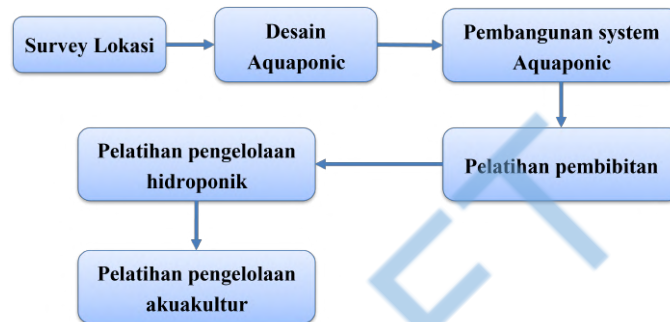 Survey Lokasi
Desain
Aquaponic
Pembangunan system
Aquaponic
Pelatihan pembibitan
Pelatihan pengelolaan
hidroponik
Pelatihan pengelolaan
akuakultur